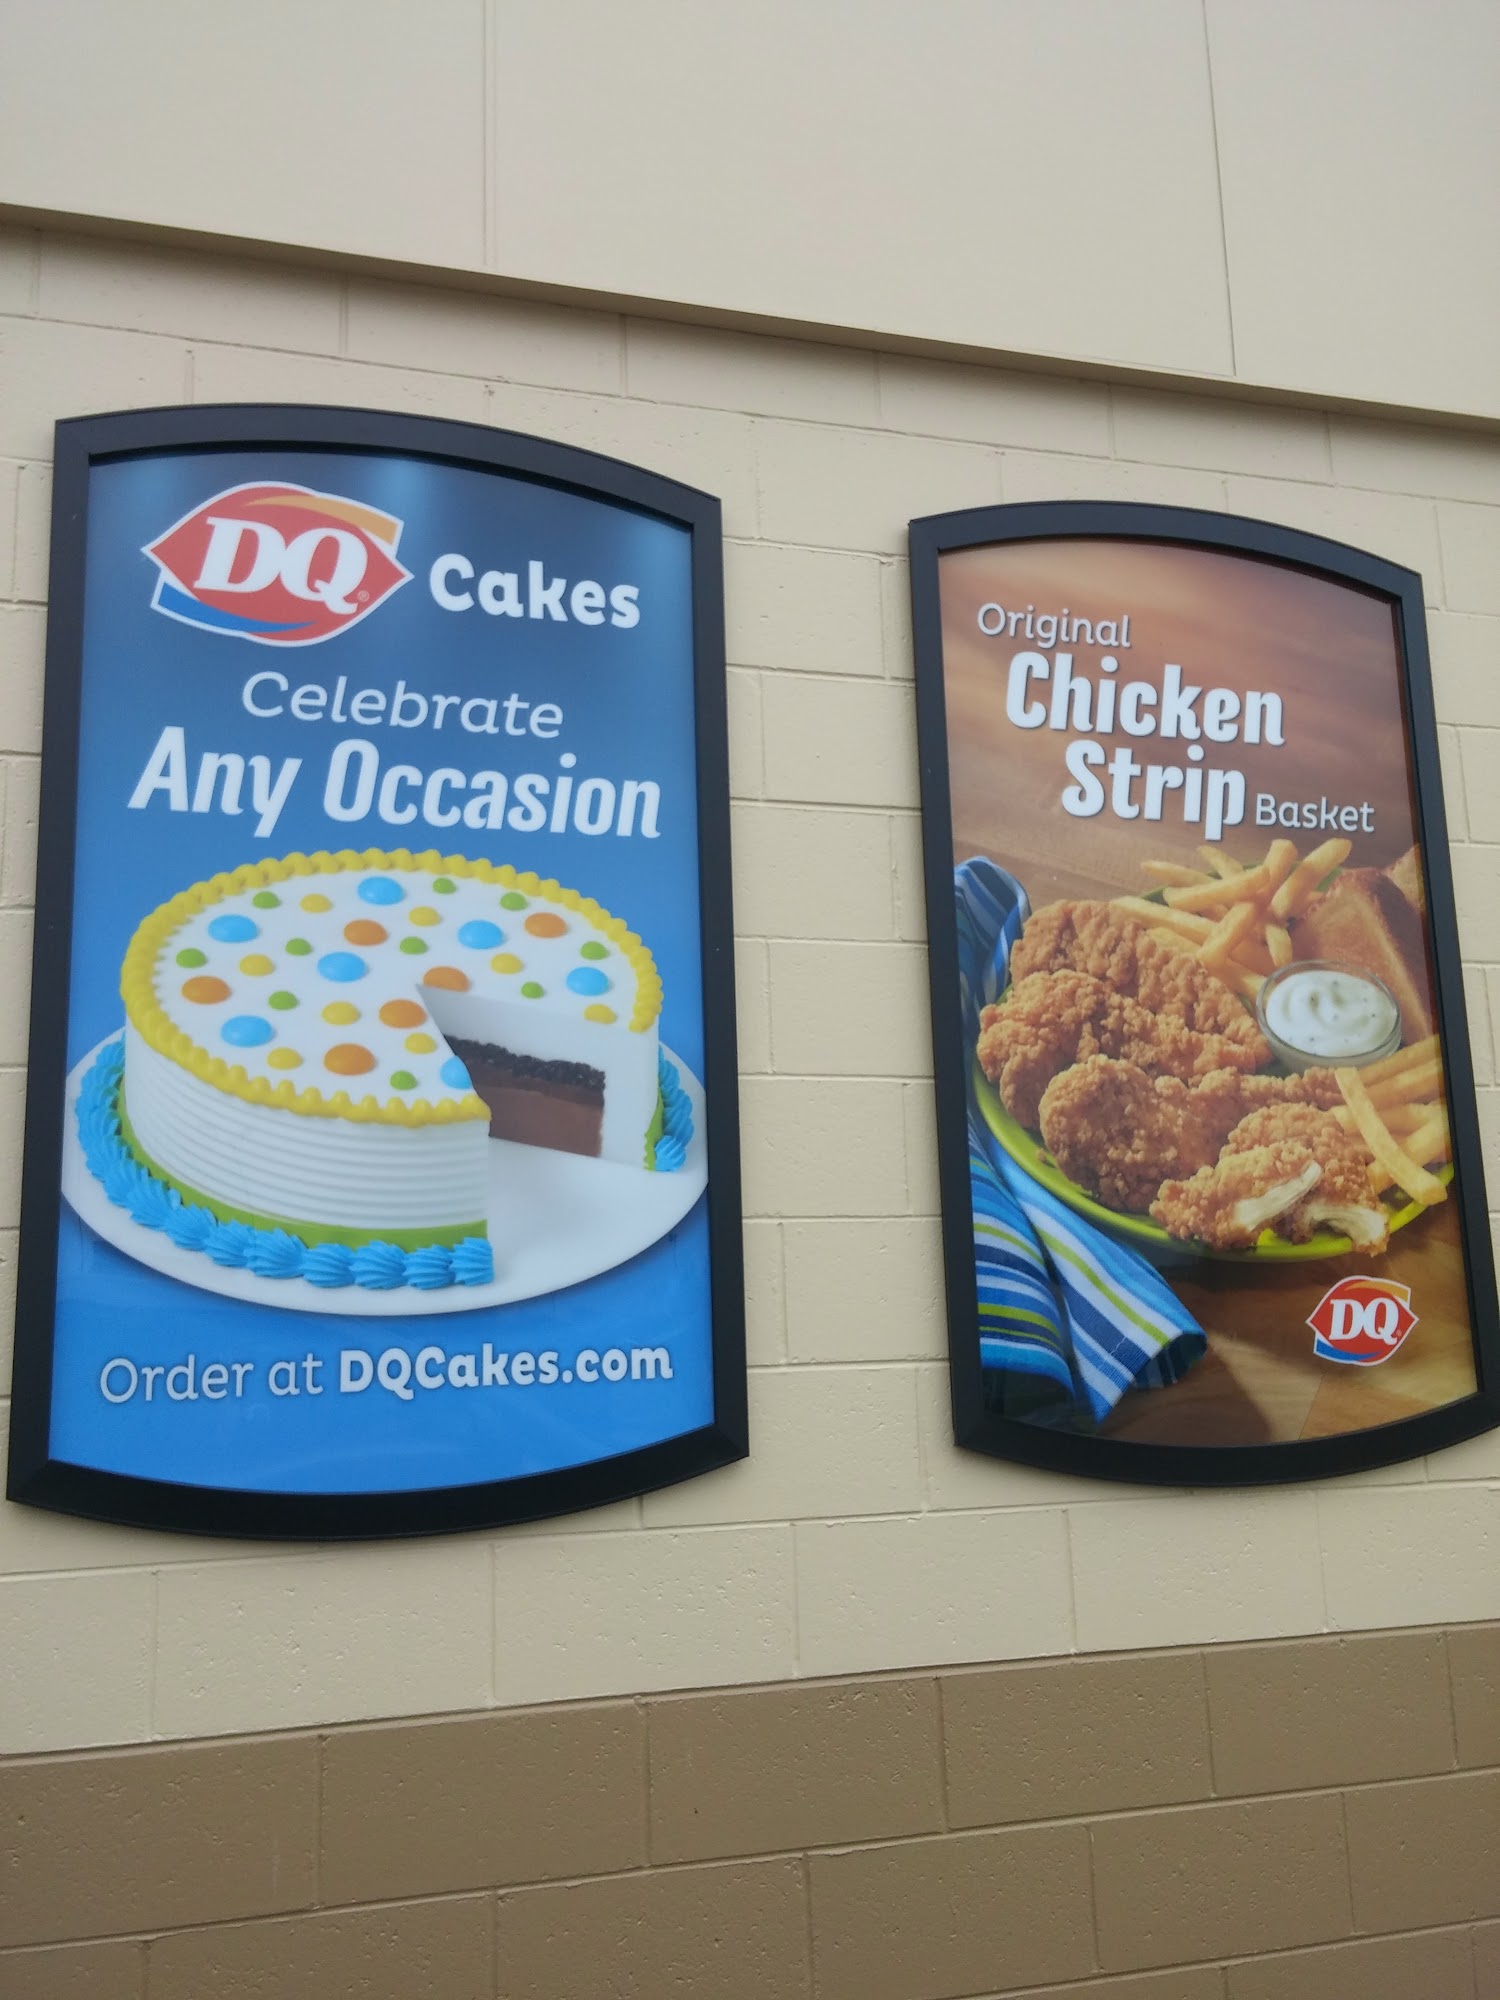 DQ® Cakes
Celebrate
Any Occasion
Order at DQCakes.com
Original
Chicken
Strip Basket
DQ®